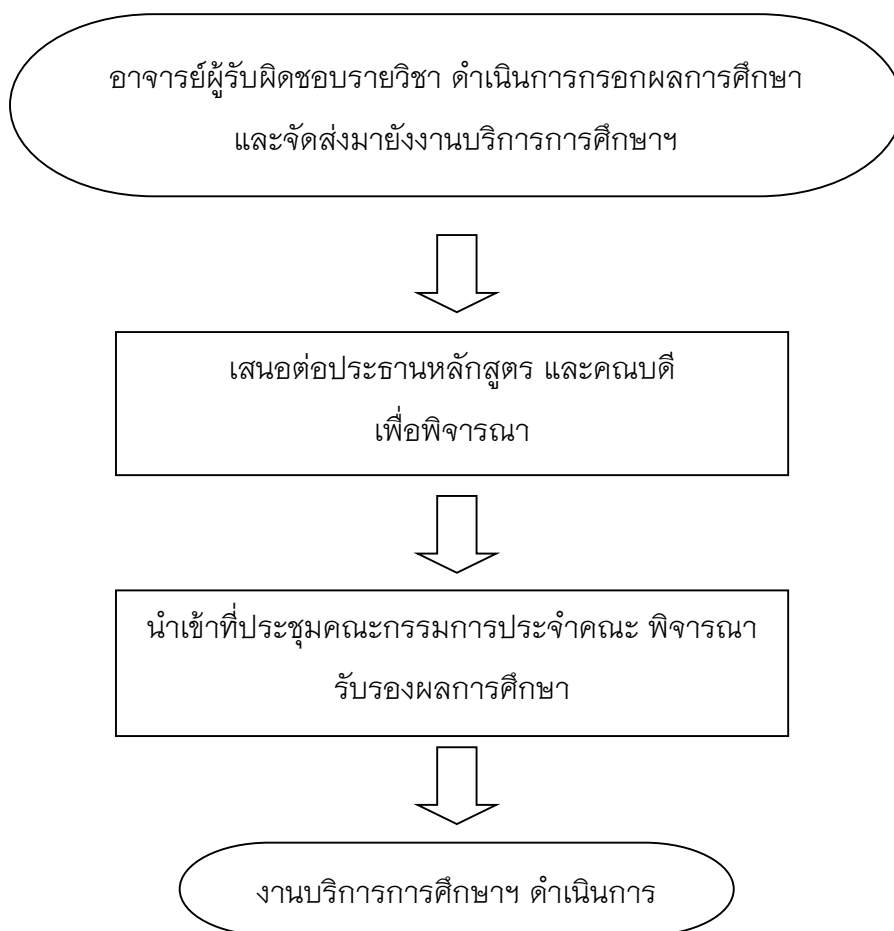 อาจารย์ผู้รับผิดชอบรายวิชา ดำเนินการกรอกผลการศึกษา
และจัดส่งมายังงานบริการการศึกษาฯ
เสนอต่อประธานหลักสูตร และคณบดี
เพื่อพิจารณา
นำเข้าที่ประชุมคณะกรรมการประจำคณะ พิจารณา
รับรองผลการศึกษา
งานบริการการศึกษาฯ ดำเนินการ